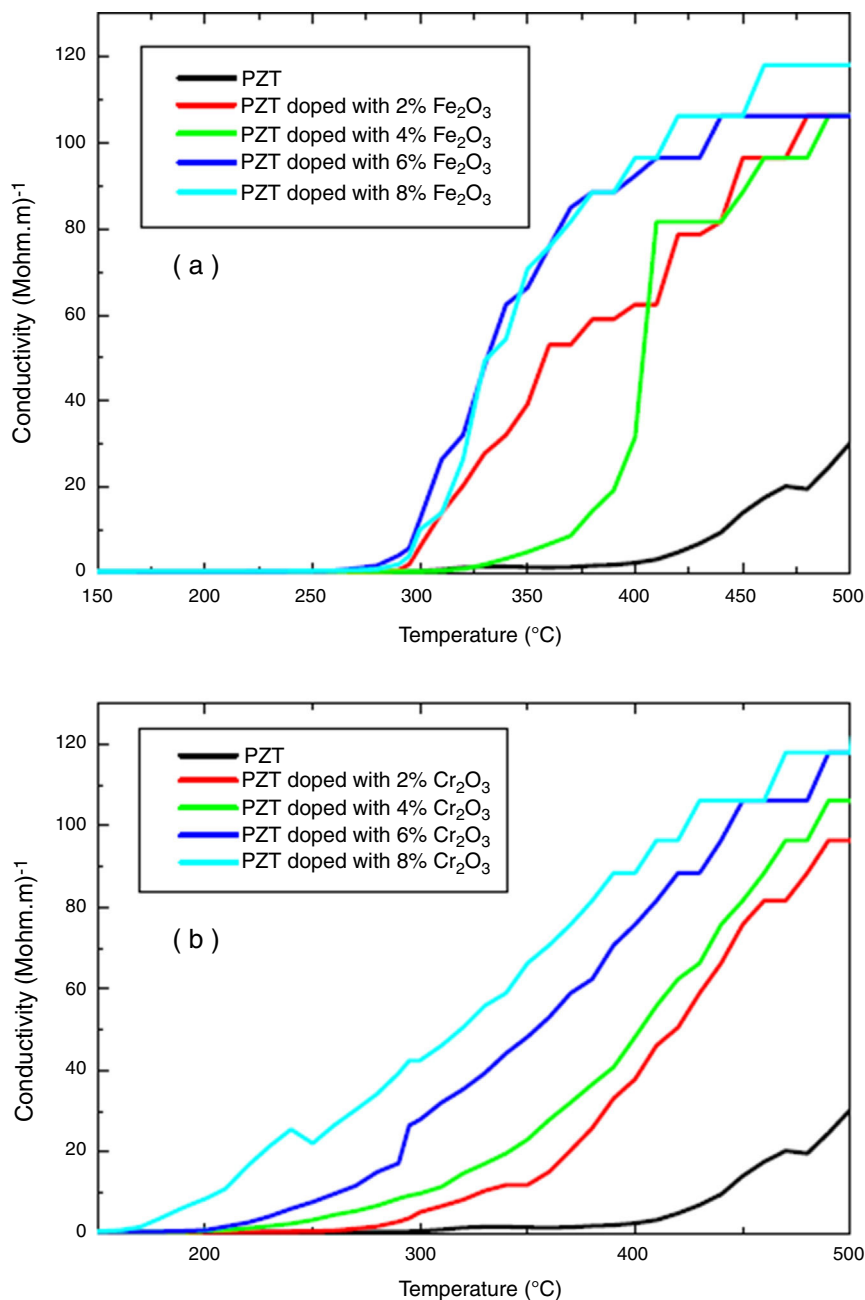 120
100
80
60
40
20
0
Conductivity (Mohm.m)⁻¹
PZT
PZT doped with 2% Fe₂O₃
PZT doped with 4% Fe₂O₃
PZT doped with 6% Fe₂O₃
PZT doped with 8% Fe₂O₃
( a )
150 200 250 300 350 400 450 500
Temperature (°C)
120
100
80
60
40
20
0
Conductivity (Mohm.m)⁻¹
PZT
PZT doped with 2% Cr₂O₃
PZT doped with 4% Cr₂O₃
PZT doped with 6% Cr₂O₃
PZT doped with 8% Cr₂O₃
( b )
200 300 400 500
Temperature (°C)